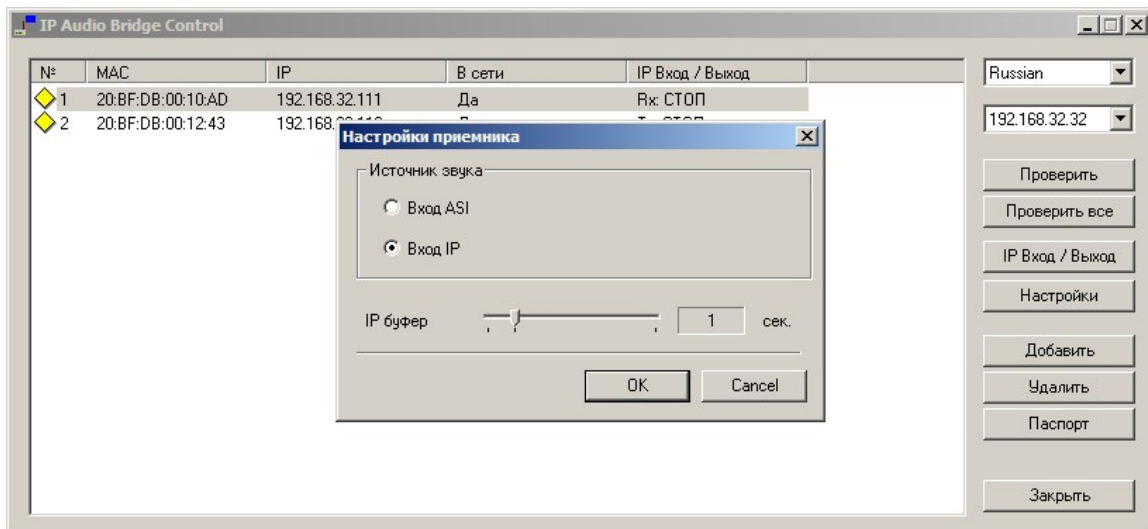 IP Audio Bridge Control
№ MAC IP В сети IP Вход / Выход
1 20:BF:DB:00:10:AD 192.168.32.111 Да Rx: СТОП
2 20:BF:DB:00:12:43
Настройки приемника
Источник звука
Вход ASI
Вход IP
IP буфер 1 сек.
OK Cancel
Russian
192.168.32.32
Проверить
Проверить все
IP Вход / Выход
Настройки
Добавить
Удалить
Паспорт
Закрыть